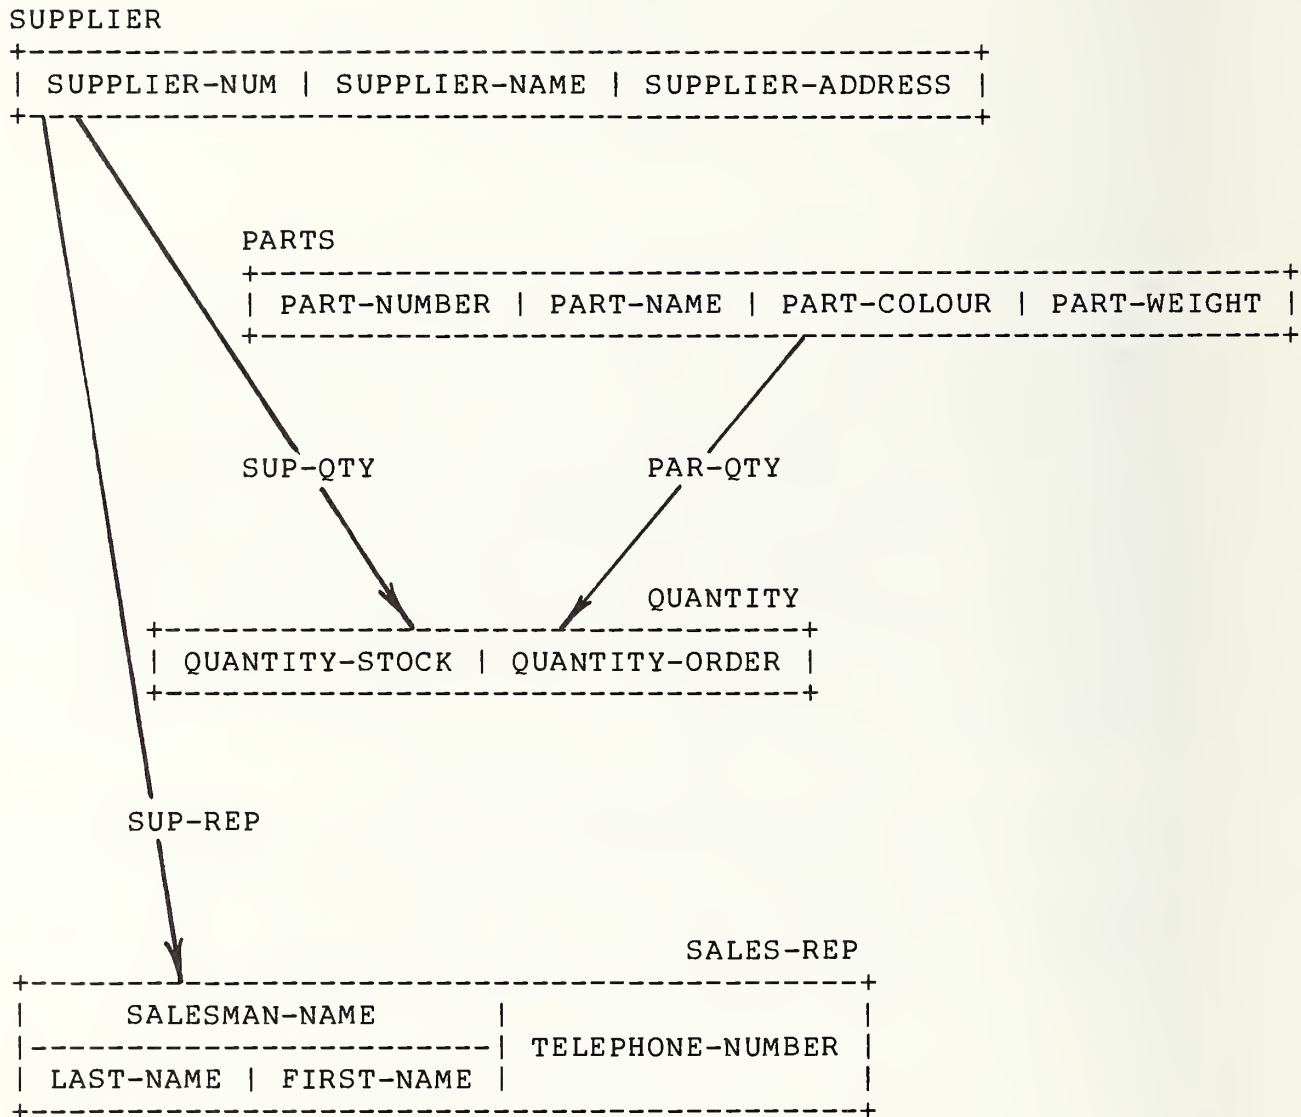 SUPPLIER
| SUPPLIER-NUM | SUPPLIER-NAME | SUPPLIER-ADDRESS |
PARTS
| PART-NUMBER | PART-NAME | PART-COLOUR | PART-WEIGHT |
SUP-QTY PAR-QTY
QUANTITY
| QUANTITY-STOCK | QUANTITY-ORDER |
SUP-REP
SALES-REP
| SALESMAN-NAME |
TELEPHONE-NUMBER |
| LAST-NAME | FIRST-NAME |